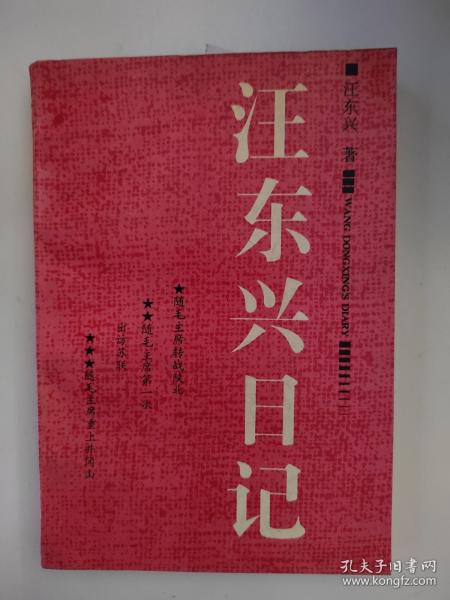 汪东兴 著
WANG DONGXING'S DIARY
汪东兴日记
★随毛主席转战陕北
★★随毛主席第一次
出访苏联
★★★随毛主席重上井冈山
孔夫子旧书网
www.kongfz.com